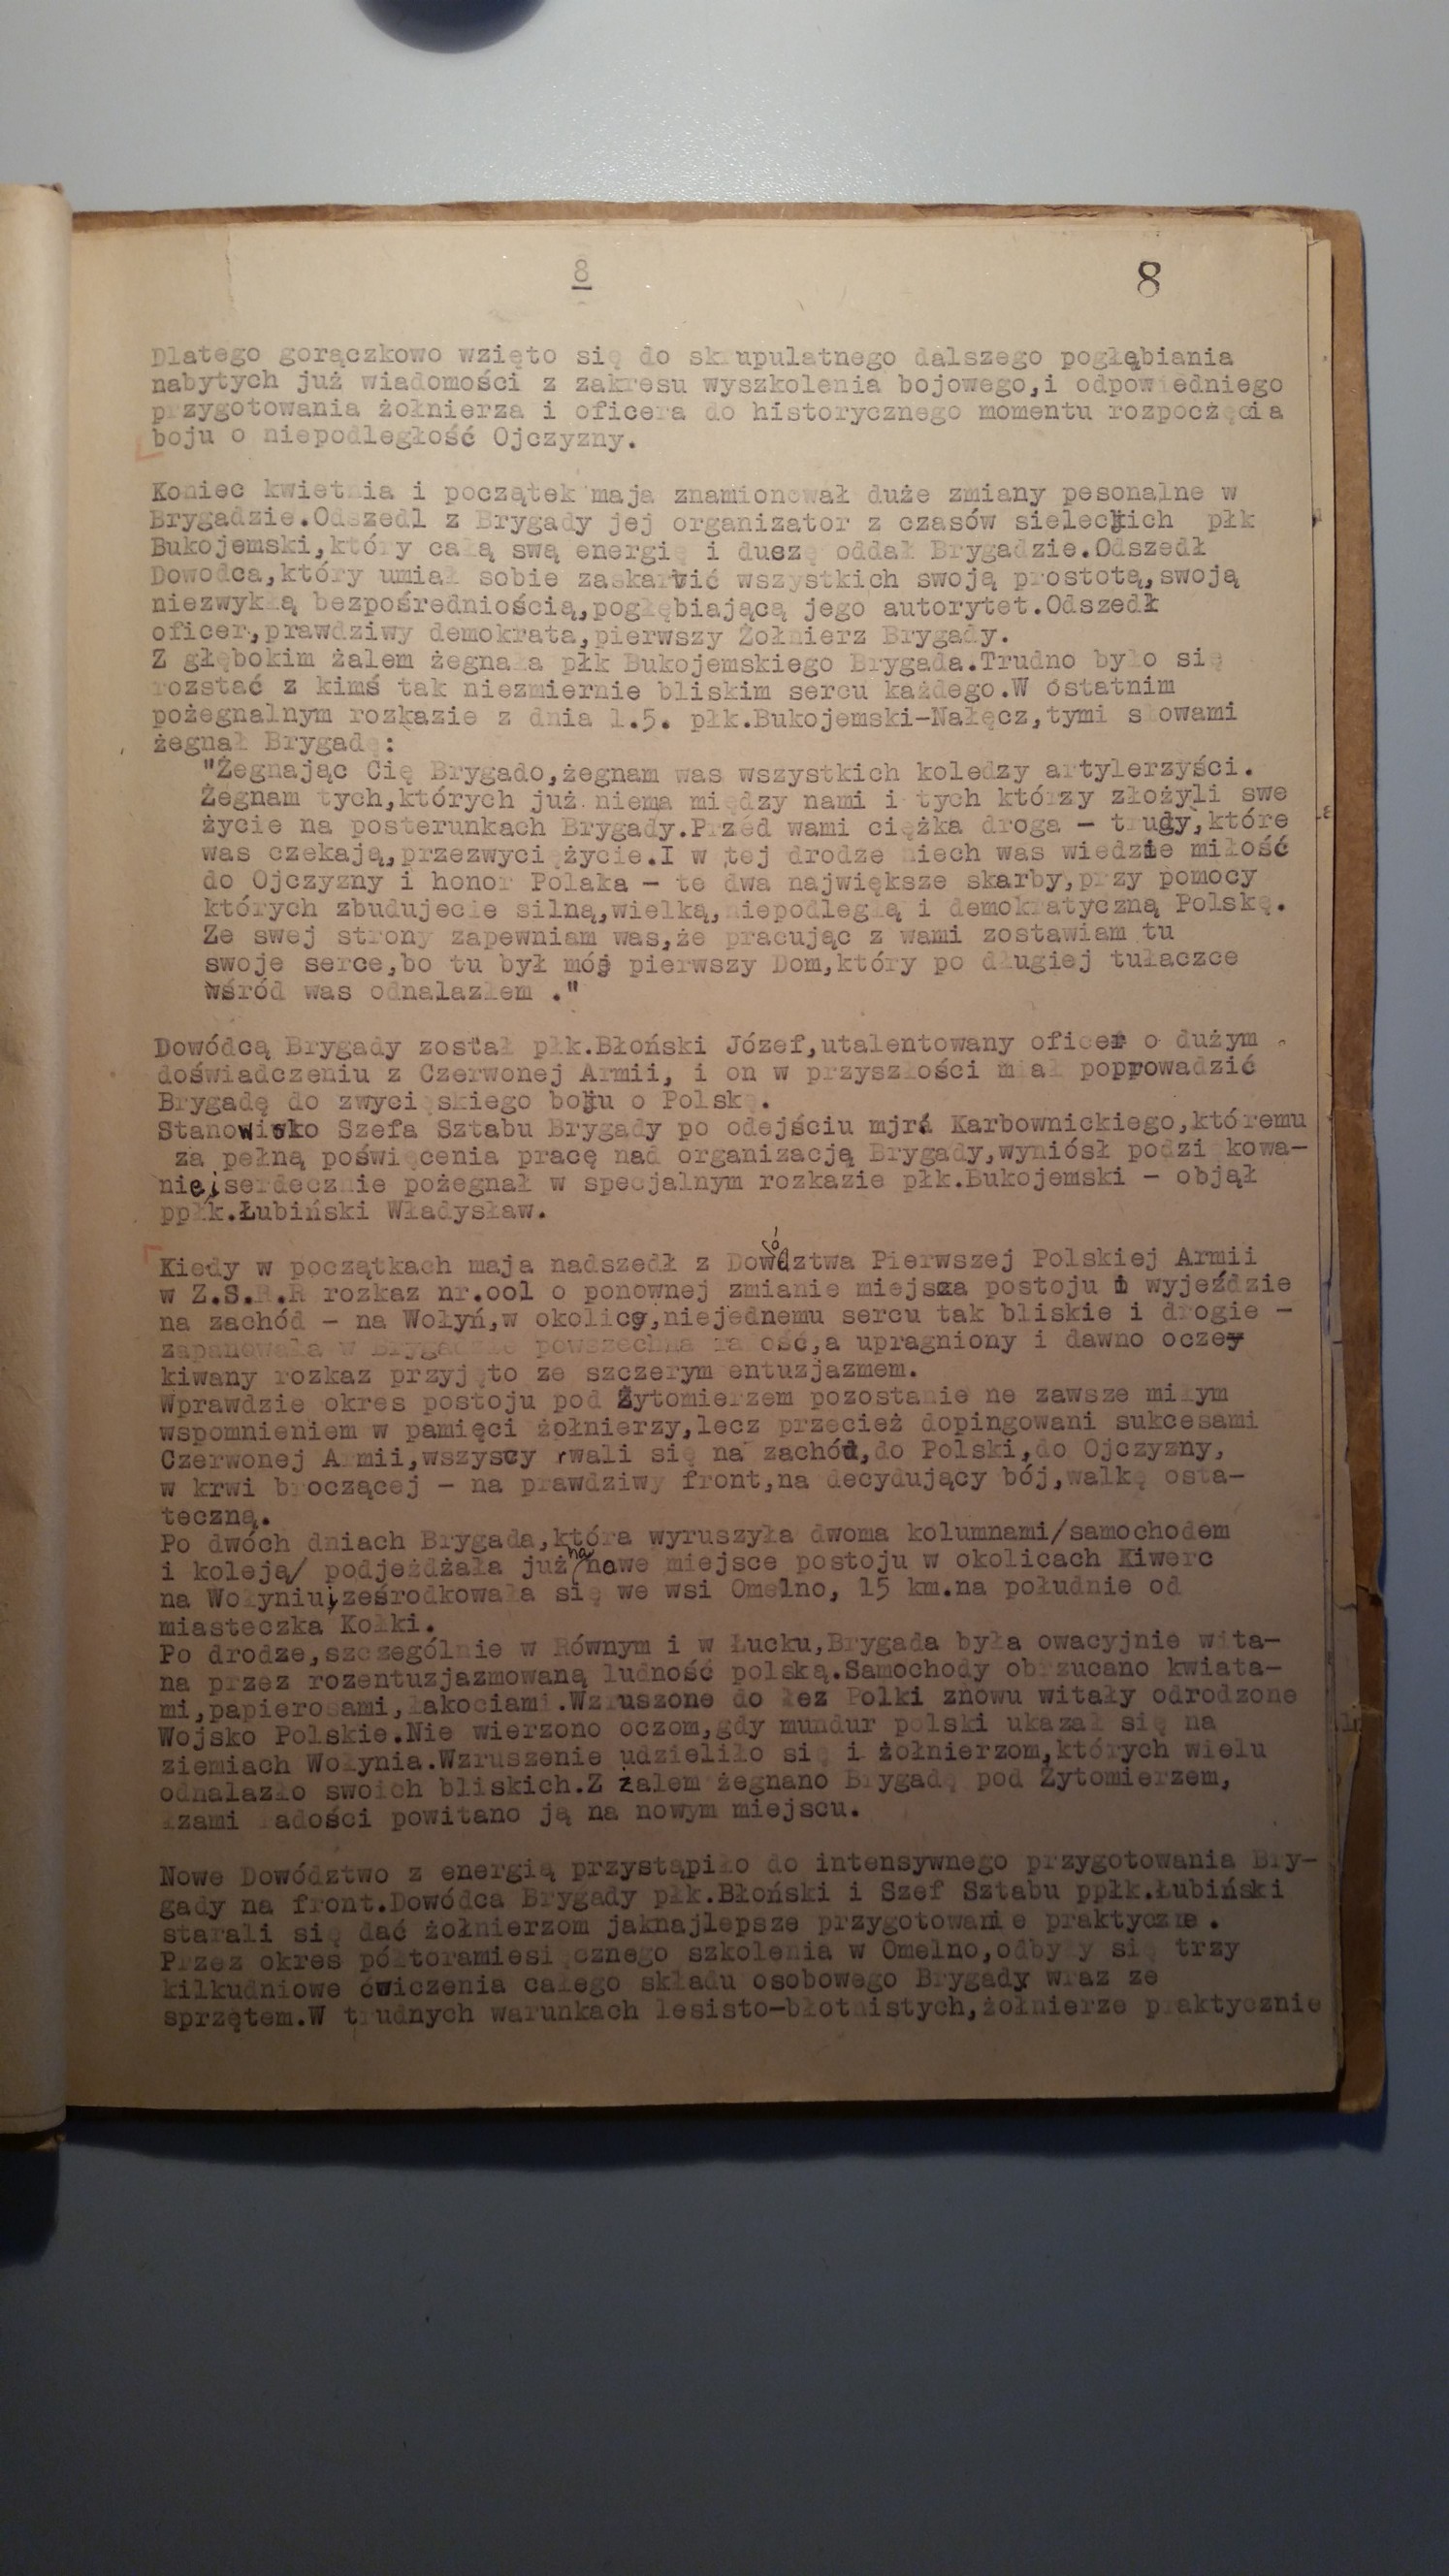 8 8
Dlatego gorączkowo wzięto się do skrupulatnego dalszego pogłębiania
nabytych już wiadomości z zakresu wyszkolenia bojowego,i odpowiedniego
przygotowania żołnierza i oficera do historycznego momentu rozpoczęcia
boju o niepodległość Ojczyzny.
Koniec kwietnia i początek maja znamionował duże zmiany pesonalne w
Brygadzie.Odszedl z Brygady jej organizator z czasów sieleckich płk
Bukojemski,który całą swą energię i duszę oddał Brygadzie.Odszedł
Dowodca,który umiał sobie zaskarbić wszystkich swoją prostotą,swoją
niezwykłą bezpośredniością,pogłębiającą jego autorytet.Odszedł
oficer,prawdziwy demokrata,pierwszy Żołnierz Brygady.
Z głębokim żalem żegnała płk Bukojemskiego Brygada.Trudno było się
rozstać z kimś tak niezmiernie bliskim sercu każdego.W ostatnim
pożegnalnym rozkazie z dnia 1.5. płk.Bukojemski-Nałęcz,tymi słowami
żegnał Brygadę:
"Żegnając Cię Brygado,żegnam was wszystkich koledzy artylerzyści.
Żegnam tych,których już niema między nami i tych którzy złożyli swe
życie na posterunkach Brygady.Przed wami ciężka droga - trudy,które
was czekają,przezwyciężycie.I w tej drodze niech was wiedzie miłość
do Ojczyzny i honor Polaka - te dwa największe skarby,przy pomocy
których zbudujecie silną,wielką,niepodległą i demokratyczną Polskę.
Ze swej strony zapewniam was,że pracując z wami zostawiam tu
swoje serce,bo tu był mój pierwszy Dom,który po długiej tułaczce
wśród was odnalazłem ."
Dowódcą Brygady został płk.Błoński Józef,utalentowany oficer o dużym
doświadczeniu z Czerwonej Armii, i on w przyszłości miał poprowadzić
Brygadę do zwycięskiego boju o Polskę.
Stanowisko Szefa Sztabu Brygady po odejściu mjra Karbownickiego,któremu
za pełną poświęcenia pracę nad organizacją Brygady,wyniósł podziękowa-
nie i serdecznie pożegnał w specjalnym rozkazie płk.Bukojemski - objął
ppłk.Łubiński Władysław.
Kiedy w początkach maja nadszedł z Dowództwa Pierwszej Polskiej Armii
w Z.S.R.R rozkaz nr.ool o ponownej zmianie miejsca postoju i wyjeździe
na zachód - na Wołyń,w okolice,niejednemu sercu tak bliskie i drogie -
zapanowała w Brygadzie powszechna radość,a upragniony i dawno ocze-
kiwany rozkaz przyjęto ze szczerym entuzjazmem.
Wprawdzie okres postoju pod Żytomierzem pozostanie ne zawsze miłym
wspomnieniem w pamięci żołnierzy,lecz przecież dopingowani sukcesami
Czerwonej Armii,wszyscy rwali się na zachód,do Polski,do Ojczyzny,
w krwi broczącej - na prawdziwy front,na decydujący bój,walkę osta-
teczną.
Po dwóch dniach Brygada,która wyruszyła dwoma kolumnami/samochodem
i koleją/ podjeżdżała już na nowe miejsce postoju w okolicach Kiwerc
na Wołyniu i ześrodkowała się we wsi Omelno, 15 km.na południe od
miasteczka Kołki.
Po drodze,szczególnie w Równym i w Łucku,Brygada była owacyjnie wita-
na przez rozentuzjazmowaną ludność polską.Samochody obrzucano kwiata-
mi,papierosami,łakociami.Wzruszone do łez Polki znowu witały odrodzone
Wojsko Polskie.Nie wierzono oczom,gdy mundur polski ukazał się na
ziemiach Wołynia.Wzruszenie udzieliło się i żołnierzom,których wielu
odnalazło swoich bliskich.Z żalem żegnano Brygadę pod Żytomierzem,
łzami radości powitano ją na nowym miejscu.
Nowe Dowództwo z energią przystąpiło do intensywnego przygotowania Bry-
gady na front.Dowódca Brygady płk.Błoński i Szef Sztabu ppłk.Łubiński
starali się dać żołnierzom jaknajlepsze przygotowanie praktyczne.
Przez okres półtoramiesięcznego szkolenia w Omelno,odbyły się trzy
kilkudniowe ćwiczenia całego składu osobowego Brygady wraz ze
sprzętem.W trudnych warunkach lesisto-błotnistych,żołnierze praktycznie